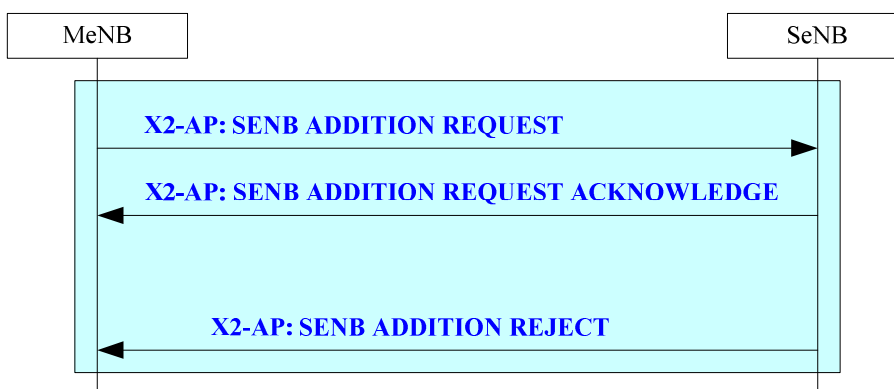 MeNB
SeNB
X2-AP: SENB ADDITION REQUEST
X2-AP: SENB ADDITION REQUEST ACKNOWLEDGE
X2-AP: SENB ADDITION REJECT